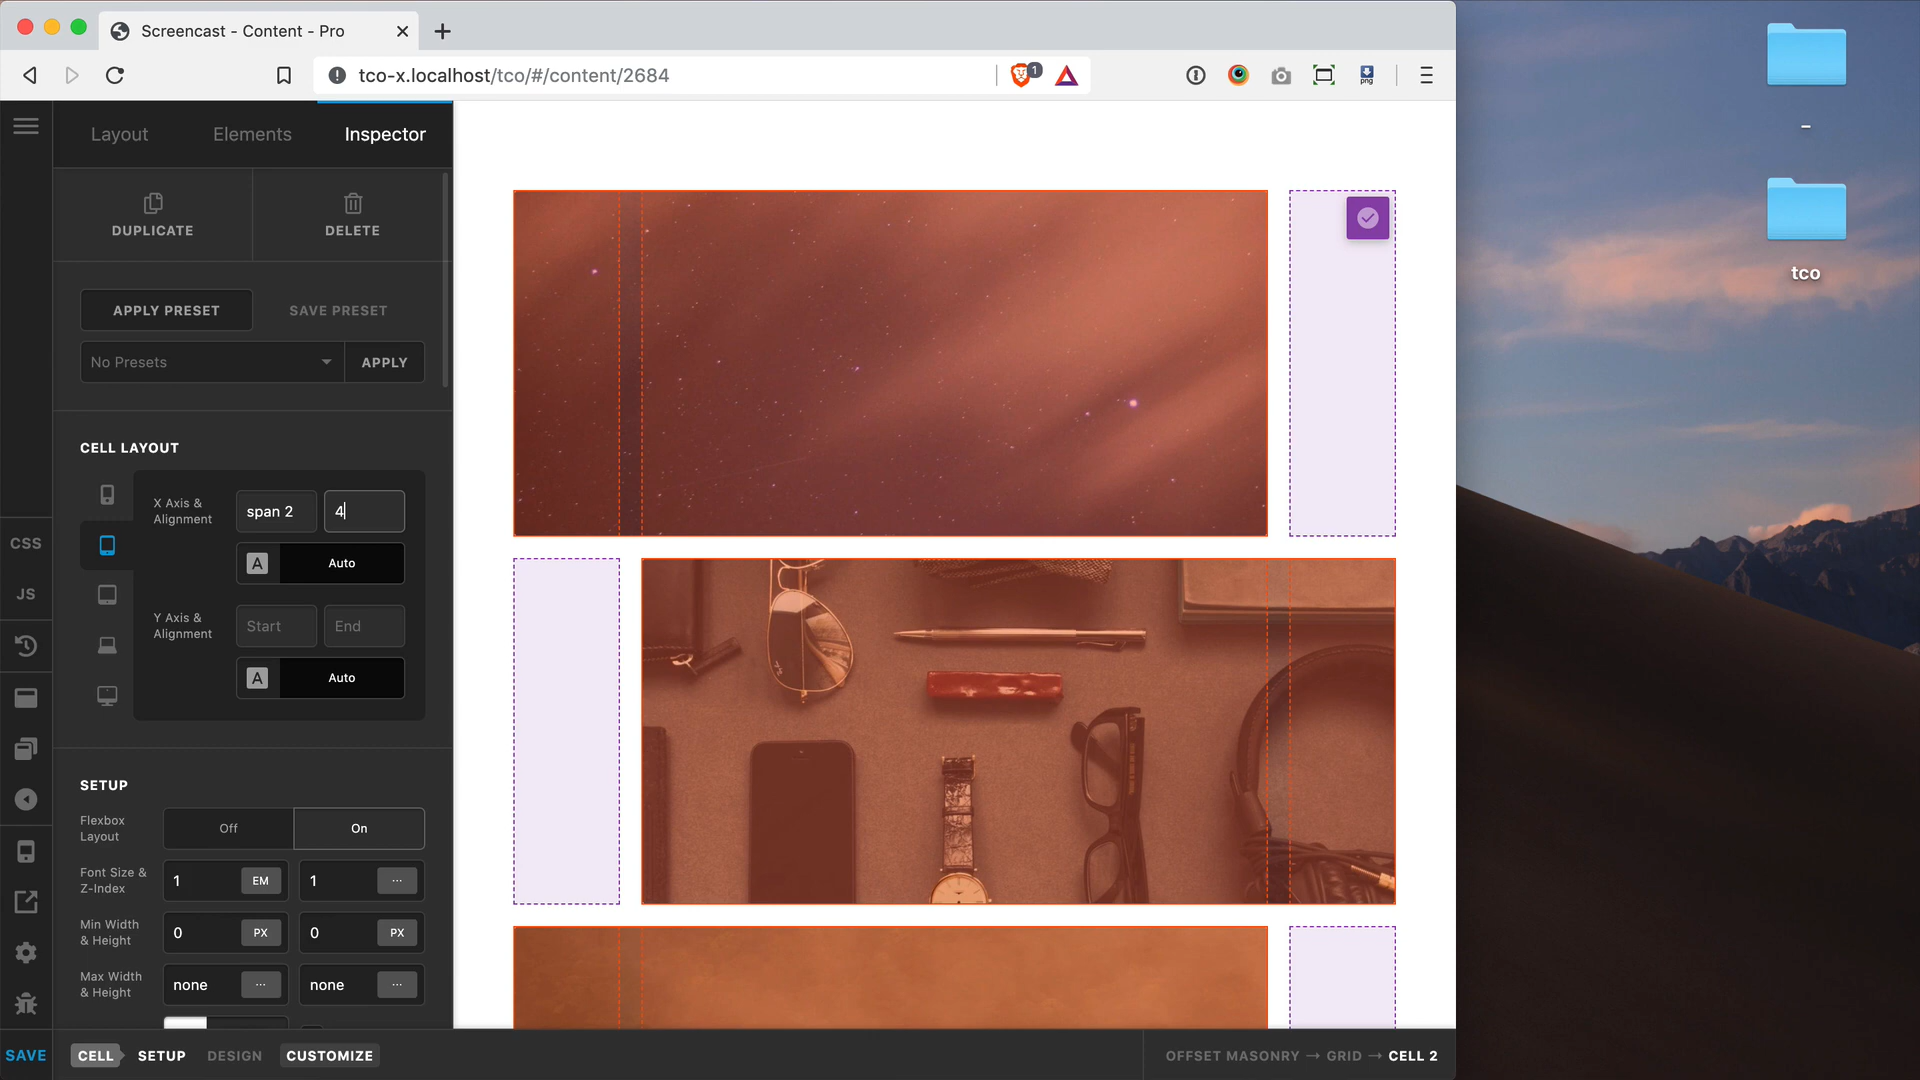 Screencast - Content - Pro
tco-x.localhost/tco/#/content/2684
1
png
–
tco
Layout
Elements
Inspector
DUPLICATE
DELETE
APPLY PRESET
SAVE PRESET
No Presets
APPLY
CELL LAYOUT
X Axis &
Alignment
span 2
4
A
Auto
Y Axis &
Alignment
Start
End
A
Auto
CSS
JS
SETUP
Flexbox
Layout
Off
On
Font Size &
Z-Index
1
EM
1
...
Min Width
& Height
0
PX
0
PX
Max Width
& Height
none
...
none
...
SAVE
CELL
SETUP
DESIGN
CUSTOMIZE
OFFSET MASONRY → GRID → CELL 2